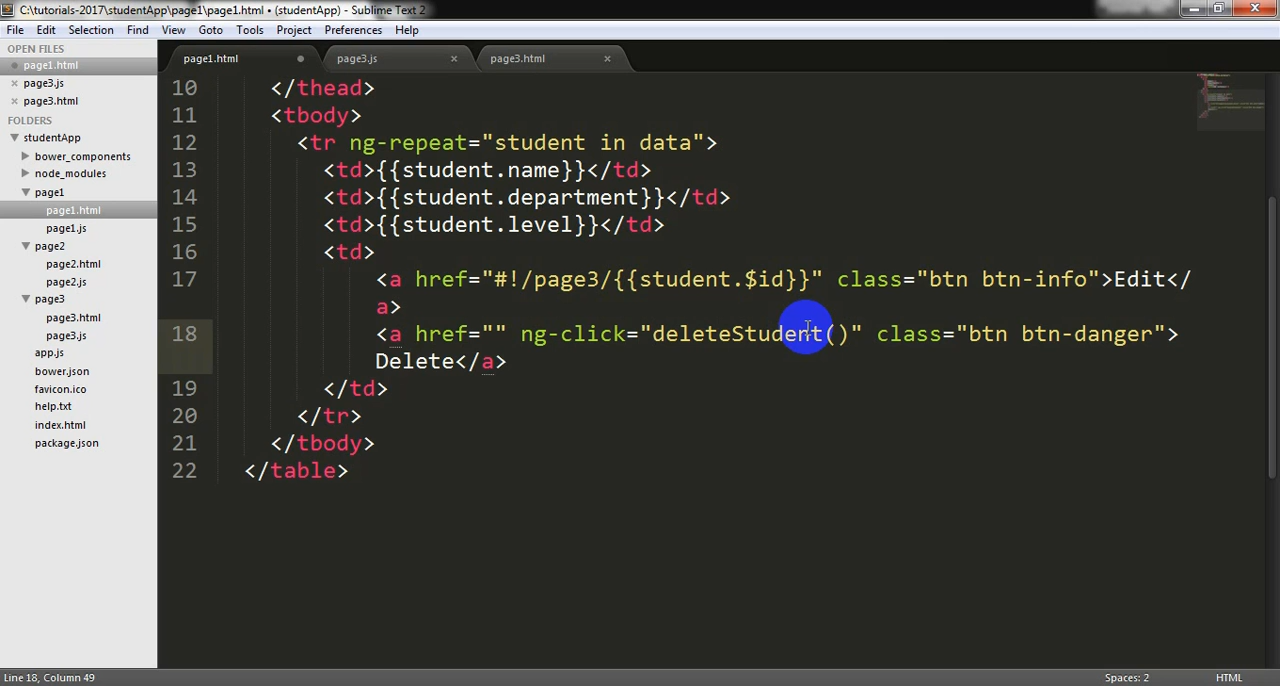 C:\tutorials-2017\studentApp\page1\page1.html • (studentApp) - Sublime Text 2
File Edit Selection Find View Goto Tools Project Preferences Help
OPEN FILES
page1.html
page3.js
page3.html
FOLDERS
studentApp
bower_components
node_modules
page1
page1.html
page1.js
page2
page2.html
page2.js
page3
page3.html
page3.js
app.js
bower.json
favicon.ico
help.txt
index.html
package.json
page1.html page3.js page3.html
10 </thead>
11 <tbody>
12 <tr ng-repeat="student in data">
13 <td>{{student.name}}</td>
14 <td>{{student.department}}</td>
15 <td>{{student.level}}</td>
16 <td>
17 <a href="#!/page3/{{student.$id}}" class="btn btn-info">Edit</
a>
18 <a href="" ng-click="deleteStudent()" class="btn btn-danger">
Delete</a>
19 </td>
20 </tr>
21 </tbody>
22 </table>
Line 18, Column 49 Spaces: 2 HTML